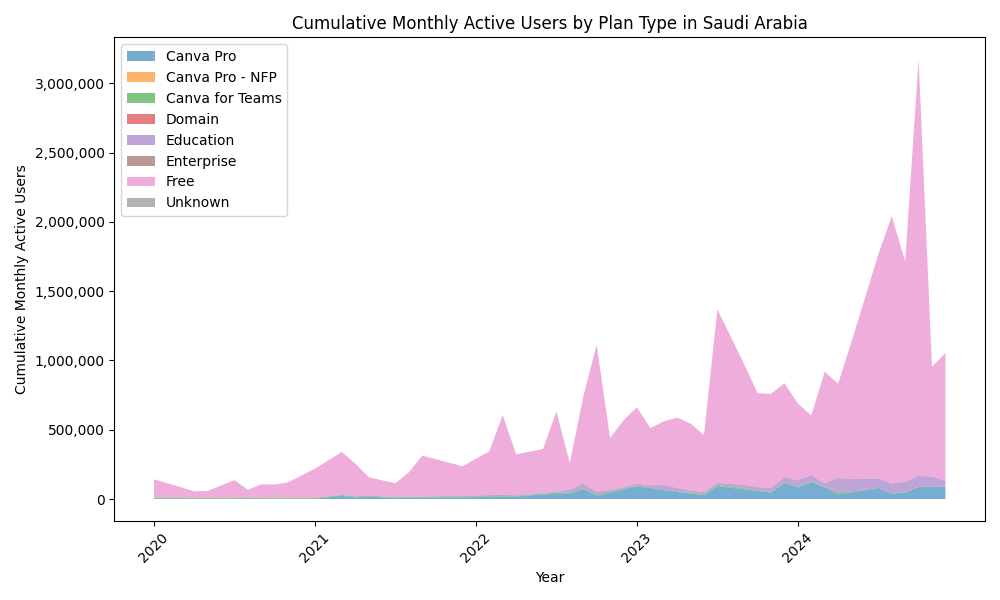 Cumulative Monthly Active Users by Plan Type in Saudi Arabia
Canva Pro
Canva Pro - NFP
Canva for Teams
Domain
Education
Enterprise
Free
Unknown
Cumulative Monthly Active Users
3,000,000
2,500,000
2,000,000
1,500,000
1,000,000
500,000
0
2020
2021
2022
2023
2024
Year